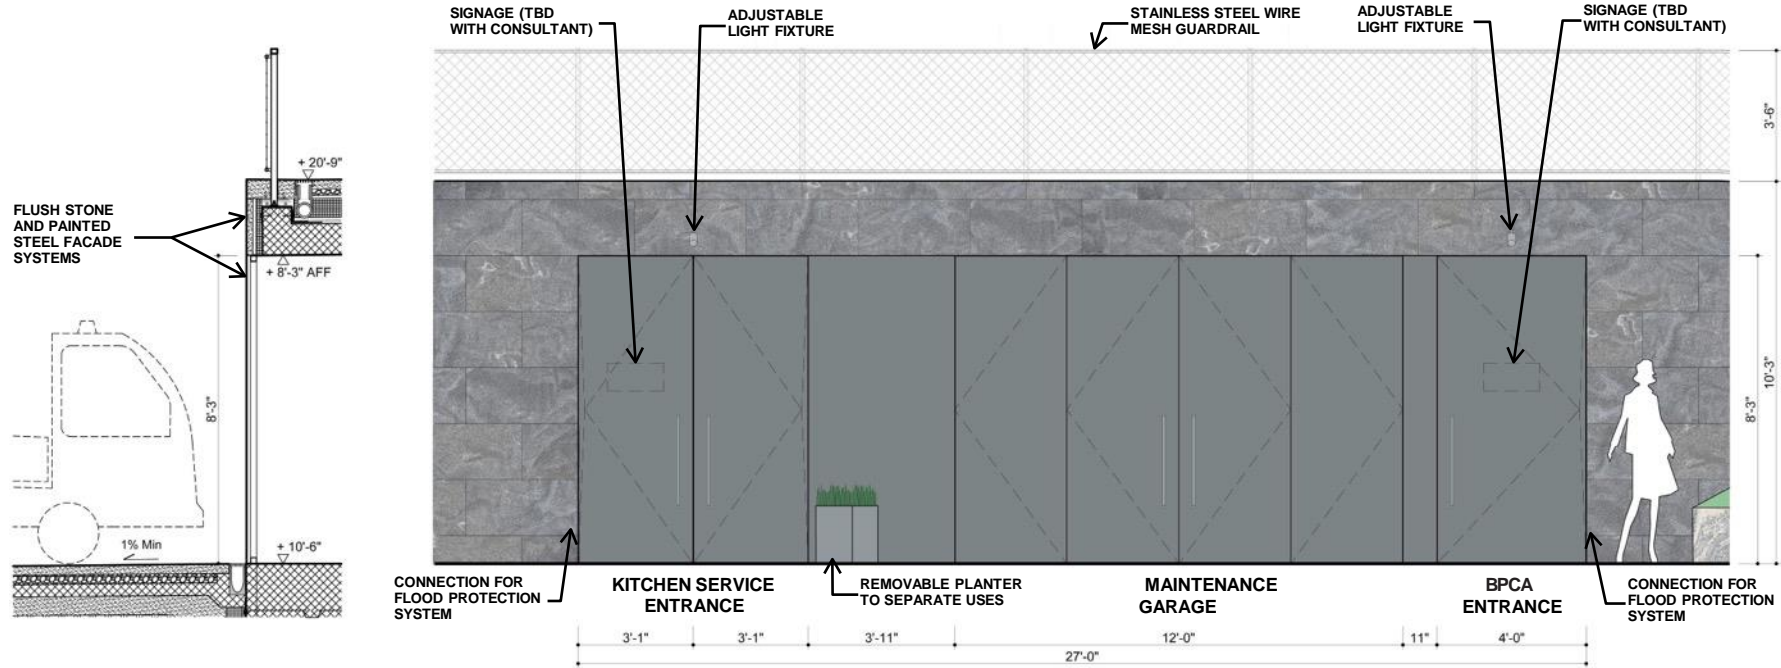 SIGNAGE (TBD
WITH CONSULTANT)
ADJUSTABLE
LIGHT FIXTURE
STAINLESS STEEL WIRE
MESH GUARDRAIL
ADJUSTABLE
LIGHT FIXTURE
SIGNAGE (TBD
WITH CONSULTANT)
3'-6"
+ 20'-9"
FLUSH STONE
AND PAINTED
STEEL FACADE
SYSTEMS
+ 8'-3" AFF
8'-3"
1% Min
+ 10'-6"
8'-3"
10'-3"
CONNECTION FOR
FLOOD PROTECTION
SYSTEM
KITCHEN SERVICE
ENTRANCE
REMOVABLE PLANTER
TO SEPARATE USES
MAINTENANCE
GARAGE
BPCA
ENTRANCE
CONNECTION FOR
FLOOD PROTECTION
SYSTEM
3'-1"
3'-1"
3'-11"
12'-0"
11"
4'-0"
27'-0"